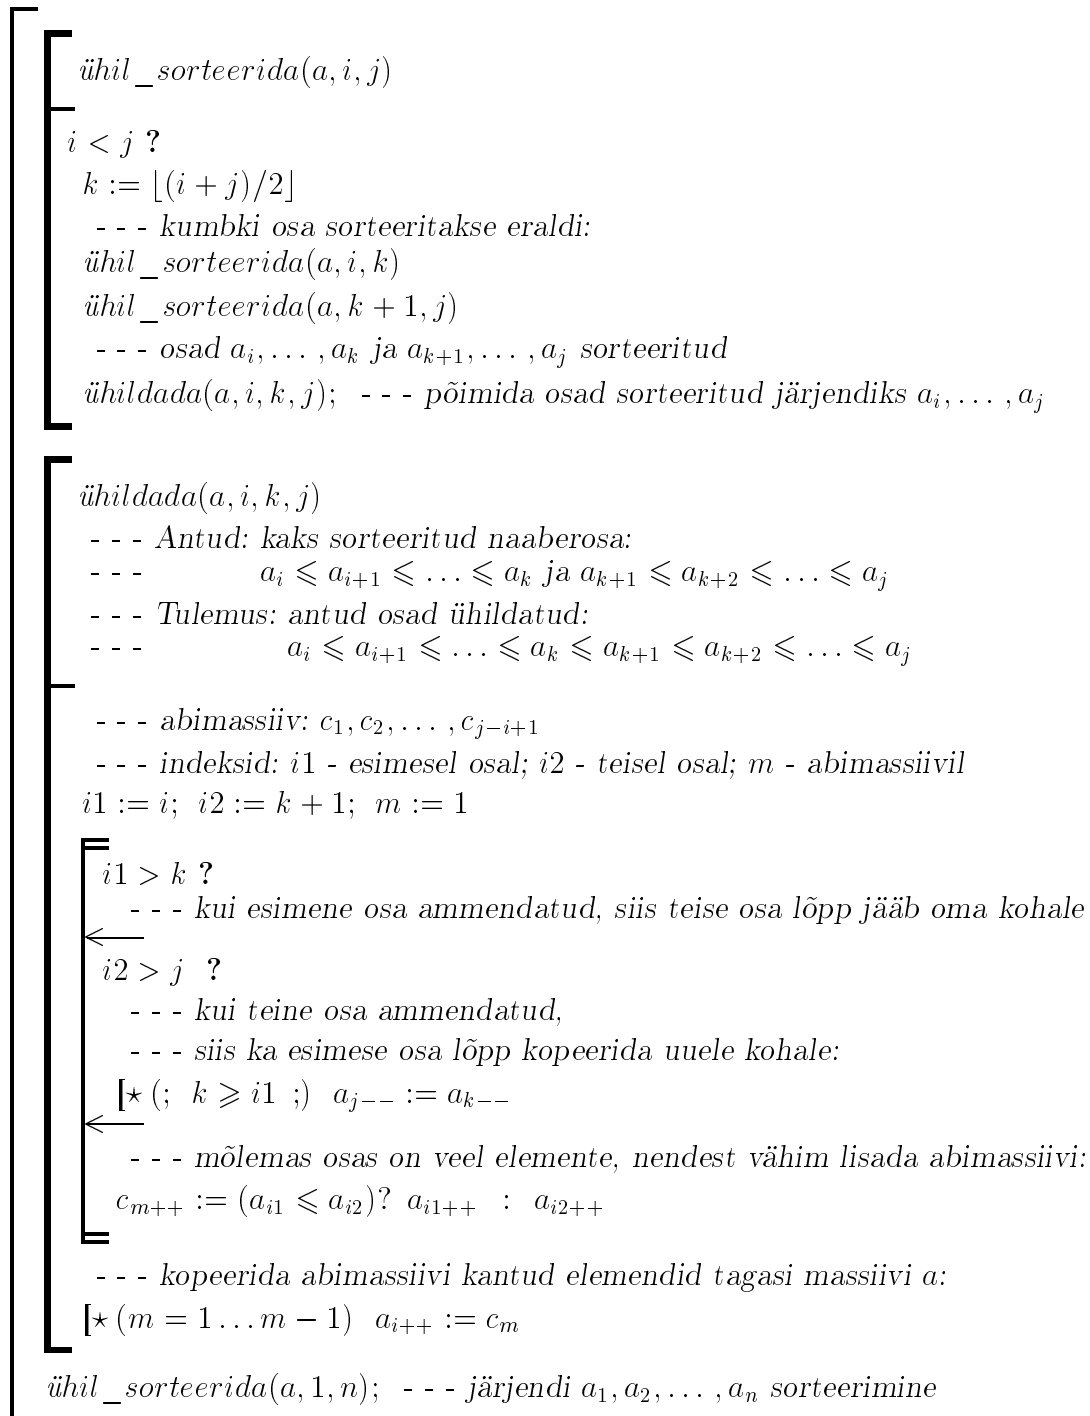 ühil_sorteerida(a, i, j)
i < j ?
k := ⌊(i + j)/2⌋
- - - kumbki osa sorteeritakse eraldi:
ühil_sorteerida(a, i, k)
ühil_sorteerida(a, k + 1, j)
- - - osad a_i, . . . , a_k ja a_{k+1}, . . . , a_j sorteeritud
ühildada(a, i, k, j); - - - põimida osad sorteeritud järjendiks a_i, . . . , a_j
ühildada(a, i, k, j)
- - - Antud: kaks sorteeritud naaberosa:
- - - a_i ⩽ a_{i+1} ⩽ . . . ⩽ a_k ja a_{k+1} ⩽ a_{k+2} ⩽ . . . ⩽ a_j
- - - Tulemus: antud osad ühildatud:
- - - a_i ⩽ a_{i+1} ⩽ . . . ⩽ a_k ⩽ a_{k+1} ⩽ a_{k+2} ⩽ . . . ⩽ a_j
- - - abimassiiv: c_1, c_2, . . . , c_{j−i+1}
- - - indeksid: i1 - esimesel osal; i2 - teisel osal; m - abimassiivil
i1 := i; i2 := k + 1; m := 1
i1 > k ?
- - - kui esimene osa ammendatud, siis teise osa lõpp jääb oma kohale
i2 > j ?
- - - kui teine osa ammendatud,
- - - siis ka esimese osa lõpp kopeerida uuele kohale:
[⋆ (; k ⩾ i1 ;) a_{j−−} := a_{k−−}
- - - mõlemas osas on veel elemente, nendest vähim lisada abimassiivi:
c_{m++} := (a_{i1} ⩽ a_{i2})? a_{i1++} : a_{i2++}
- - - kopeerida abimassiivi kantud elemendid tagasi massiivi a:
[⋆ (m = 1 . . . m − 1) a_{i++} := c_m
ühil_sorteerida(a, 1, n); - - - järjendi a_1, a_2, . . . , a_n sorteerimine